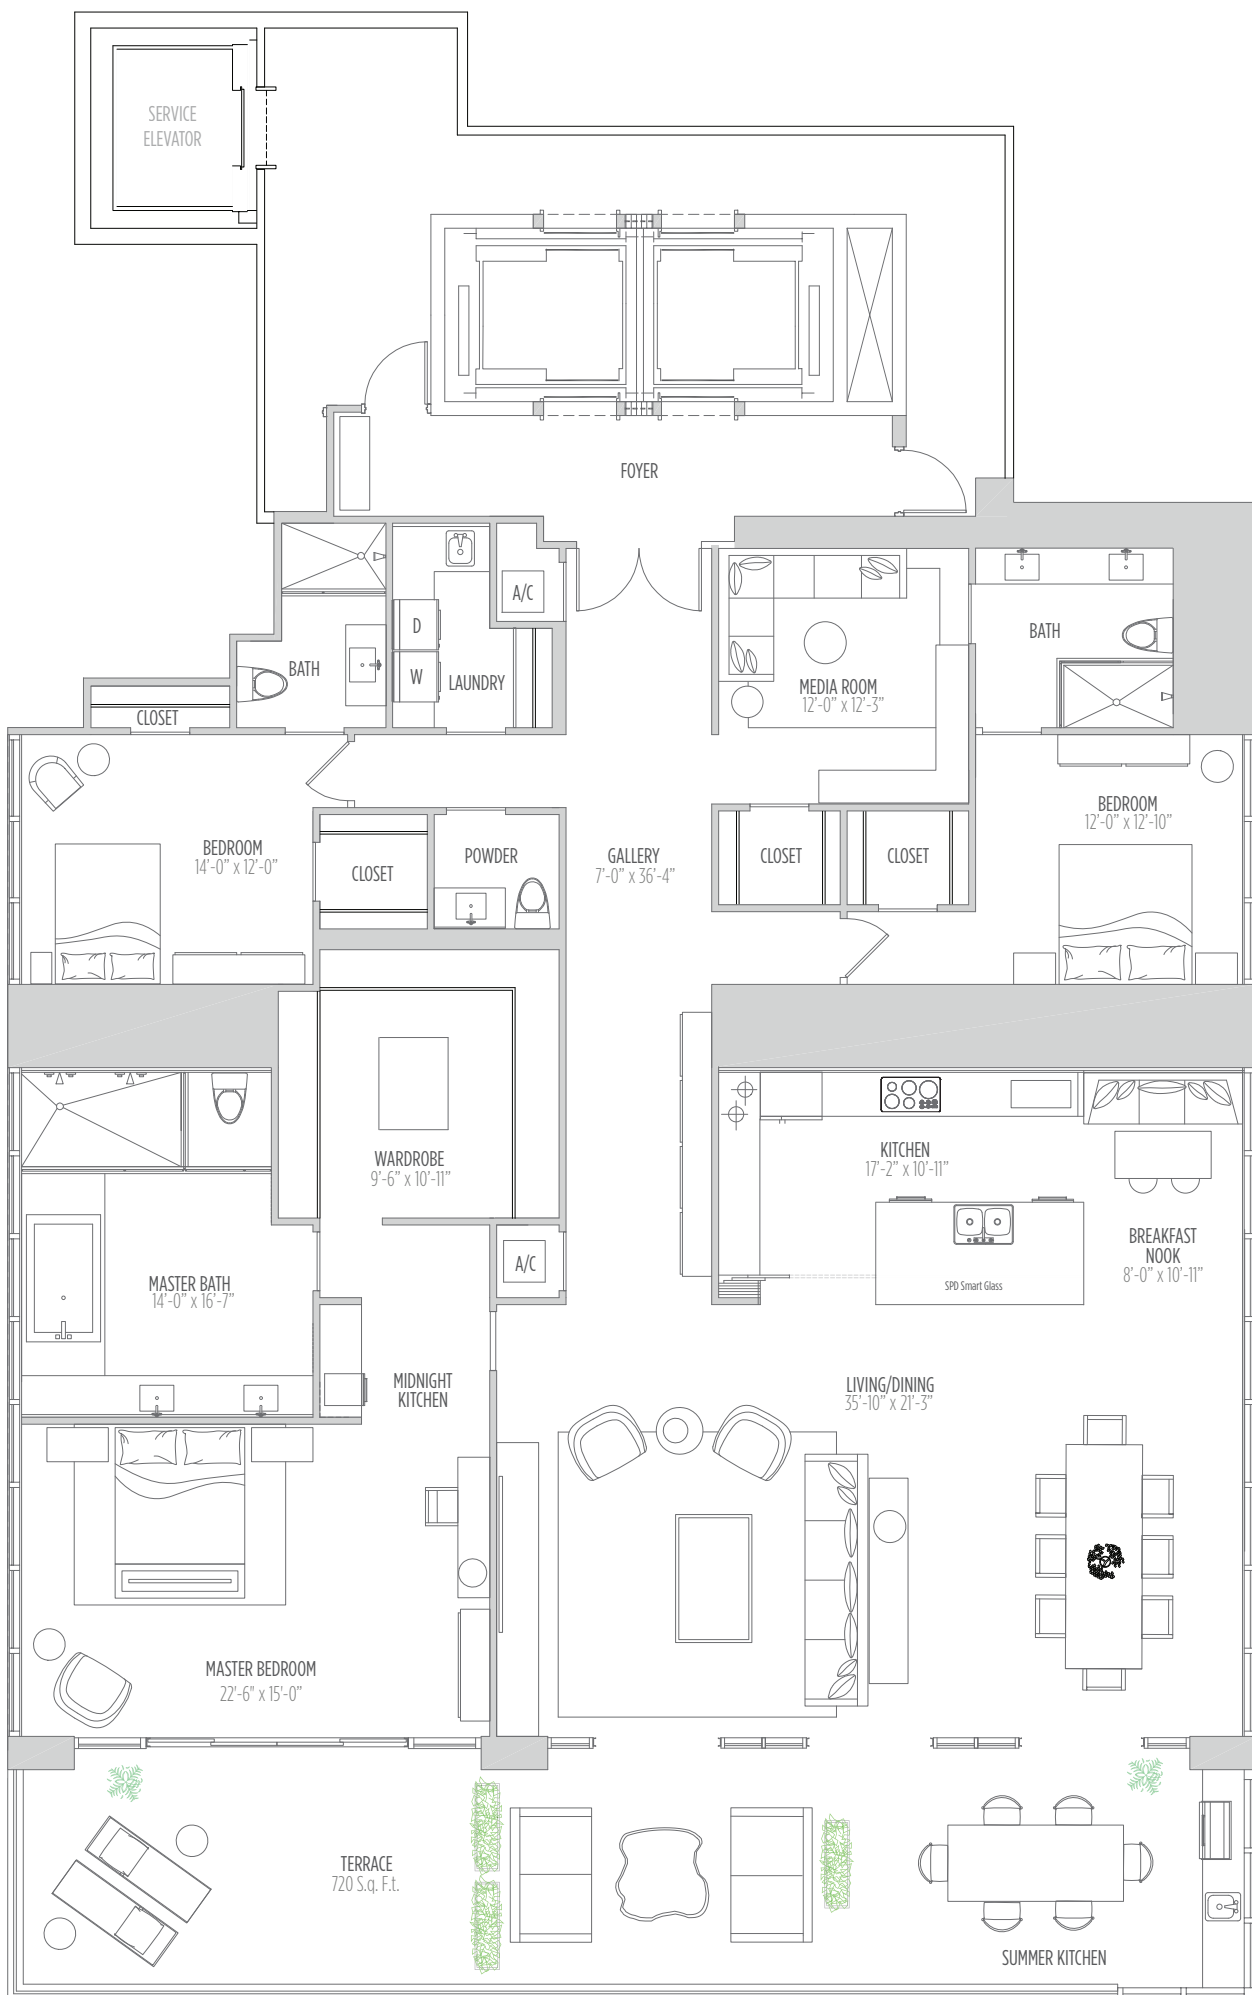 SERVICE
ELEVATOR
FOYER
A/C
D
W
BATH
LAUNDRY
CLOSET
MEDIA ROOM
12'-0" x 12'-3"
BATH
BEDROOM
14'-0" x 12'-0"
CLOSET
POWDER
GALLERY
7'-0" x 36'-4"
CLOSET
CLOSET
BEDROOM
12'-0" x 12'-10"
WARDROBE
9'-6" x 10'-11"
KITCHEN
17'-2" x 10'-11"
BREAKFAST
NOOK
8'-0" x 10'-11"
MASTER BATH
14'-0" x 16'-7"
A/C
SPD Smart Glass
MIDNIGHT
KITCHEN
LIVING/DINING
35'-10" x 21'-3"
MASTER BEDROOM
22'-6" x 15'-0"
TERRACE
720 S.q. F.t.
SUMMER KITCHEN